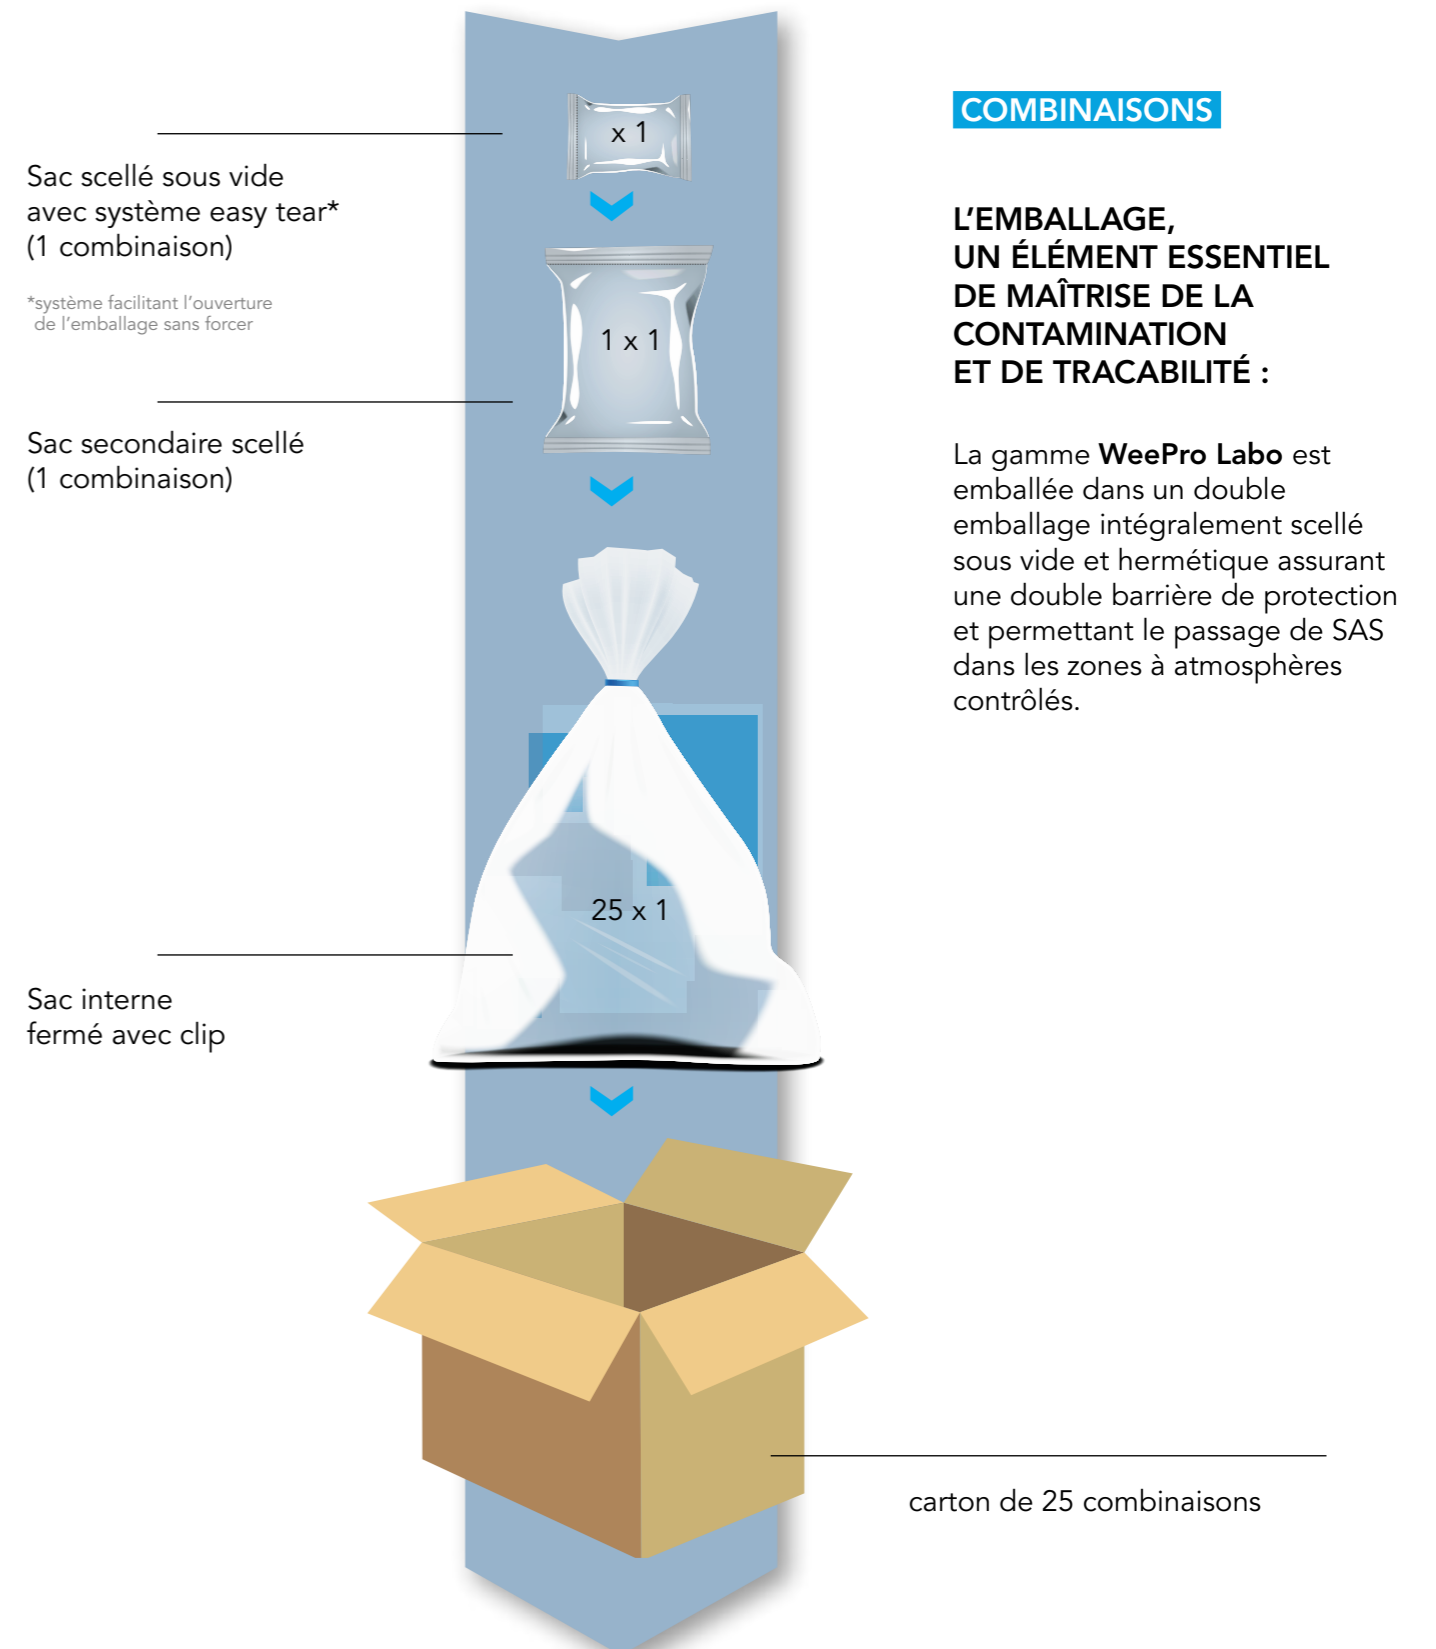 x 1
Sac scellé sous vide
avec système easy tear*
(1 combinaison)
*système facilitant l'ouverture
de l'emballage sans forcer
1 x 1
Sac secondaire scellé
(1 combinaison)
25 x 1
Sac interne
fermé avec clip
carton de 25 combinaisons
COMBINAISONS
L'EMBALLAGE,
UN ÉLÉMENT ESSENTIEL
DE MAÎTRISE DE LA
CONTAMINATION
ET DE TRACABILITÉ :
La gamme WeePro Labo est
emballée dans un double
emballage intégralement scellé
sous vide et hermétique assurant
une double barrière de protection
et permettant le passage de SAS
dans les zones à atmosphères
contrôlés.